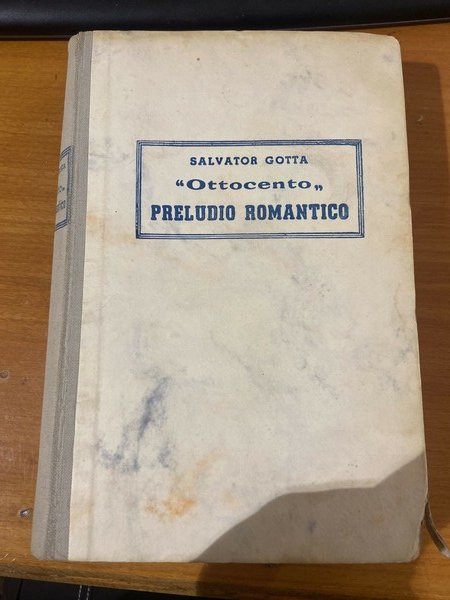 SALVATOR GOTTA
“Ottocento„
PRELUDIO ROMANTICO